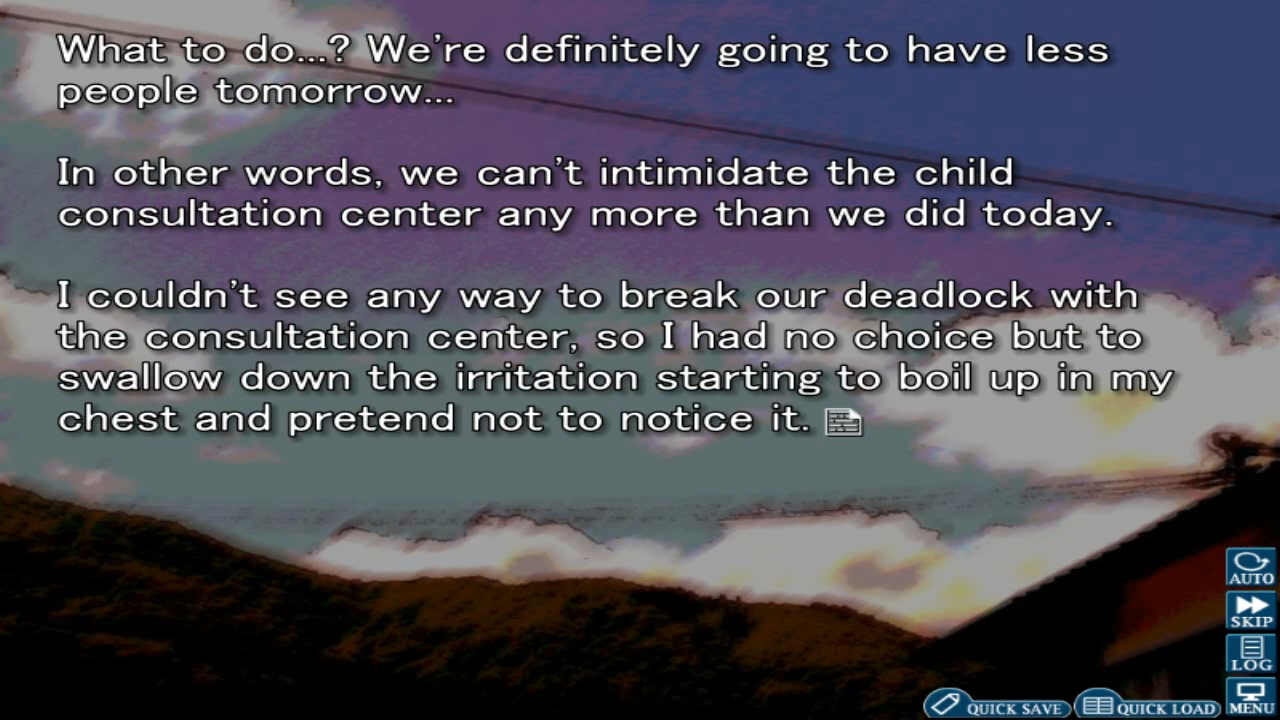 What to do...? We're definitely going to have less
people tomorrow...
In other words, we can't intimidate the child
consultation center any more than we did today.
I couldn't see any way to break our deadlock with
the consultation center, so I had no choice but to
swallow down the irritation starting to boil up in my
chest and pretend not to notice it.
AUTO
SKIP
LOG
QUICK SAVE QUICK LOAD MENU